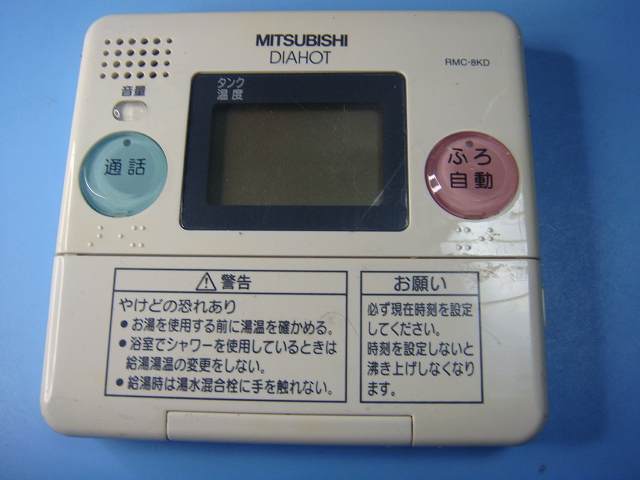 MITSUBISHI
DIAHOT
RMC-8KD
音量
タンク
温度
通話
ふろ
自動
⚠警告
やけどの恐れあり
●お湯を使用する前に湯温を確かめる。
●浴室でシャワーを使用しているときは
給湯湯温の変更をしない。
●給湯時は湯水混合栓に手を触れない。
お願い
必ず現在時刻を設定
してください。
時刻を設定しないと
沸き上げしなくなり
ます。